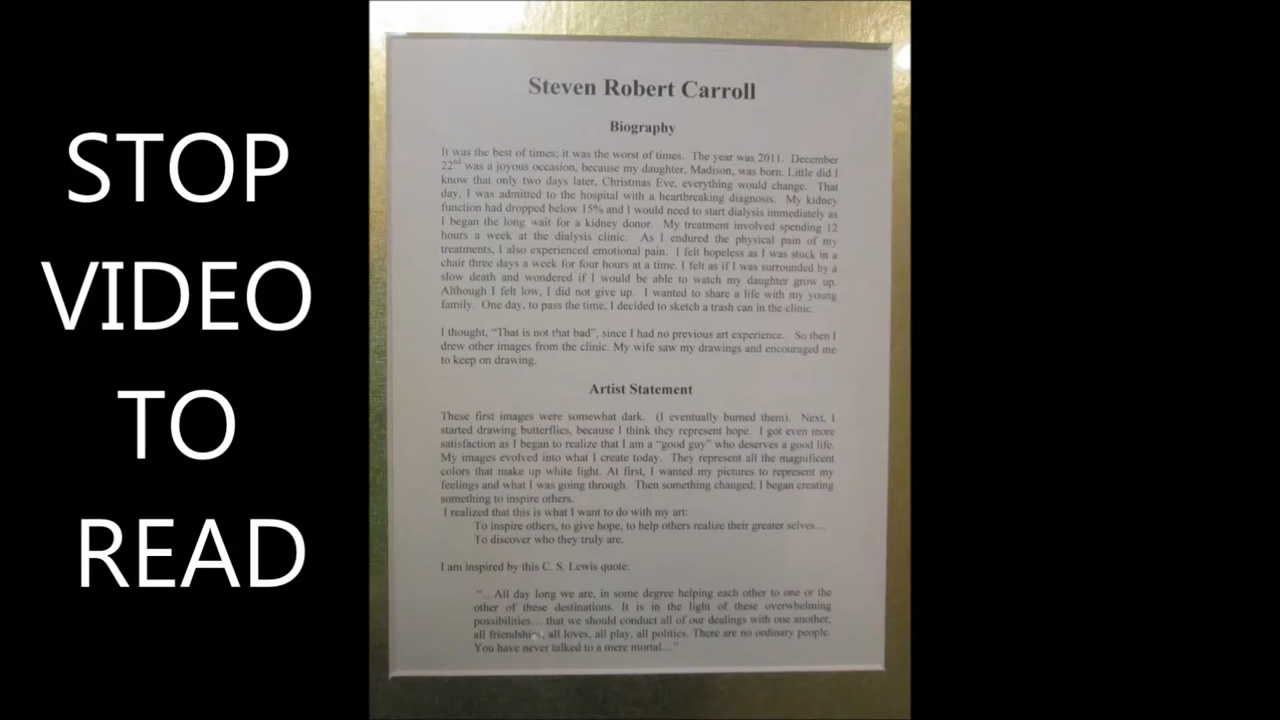 STOP
VIDEO
TO
READ
Steven Robert Carroll
Biography
It was the best of times; it was the worst of times. The year was 2011. December
22nd was a joyous occasion, because my daughter, Madison, was born. Little did I
know that only two days later, Christmas Eve, everything would change. That
day, I was admitted to the hospital with a heartbreaking diagnosis. My kidney
function had dropped below 15% and I would need to start dialysis immediately as
I began the long wait for a kidney donor. My treatment involved spending 12
hours a week at the dialysis clinic. As I endured the physical pain of my
treatments, I also experienced emotional pain. I felt hopeless as I was stuck in a
chair three days a week for four hours at a time. I felt as if I was surrounded by a
slow death and wondered if I would be able to watch my daughter grow up.
Although I felt low, I did not give up. I wanted to share a life with my young
family. One day, to pass the time, I decided to sketch a trash can in the clinic.
I thought, “That is not that bad”, since I had no previous art experience. So then I
drew other images from the clinic. My wife saw my drawings and encouraged me
to keep on drawing.
Artist Statement
These first images were somewhat dark. (I eventually burned them). Next, I
started drawing butterflies, because I think they represent hope. I got even more
satisfaction as I began to realize that I am a “good guy” who deserves a good life.
My images evolved into what I create today. They represent all the magnificent
colors that make up white light. At first, I wanted my pictures to represent my
feelings and what I was going through. Then something changed; I began creating
something to inspire others.
I realized that this is what I want to do with my art:
To inspire others, to give hope, to help others realize their greater selves...
To discover who they truly are.
I am inspired by this C. S. Lewis quote:
“...All day long we are, in some degree helping each other to one or the
other of these destinations. It is in the light of these overwhelming
possibilities... that we should conduct all of our dealings with one another,
all friendships, all loves, all play, all politics. There are no ordinary people.
You have never talked to a mere mortal....”